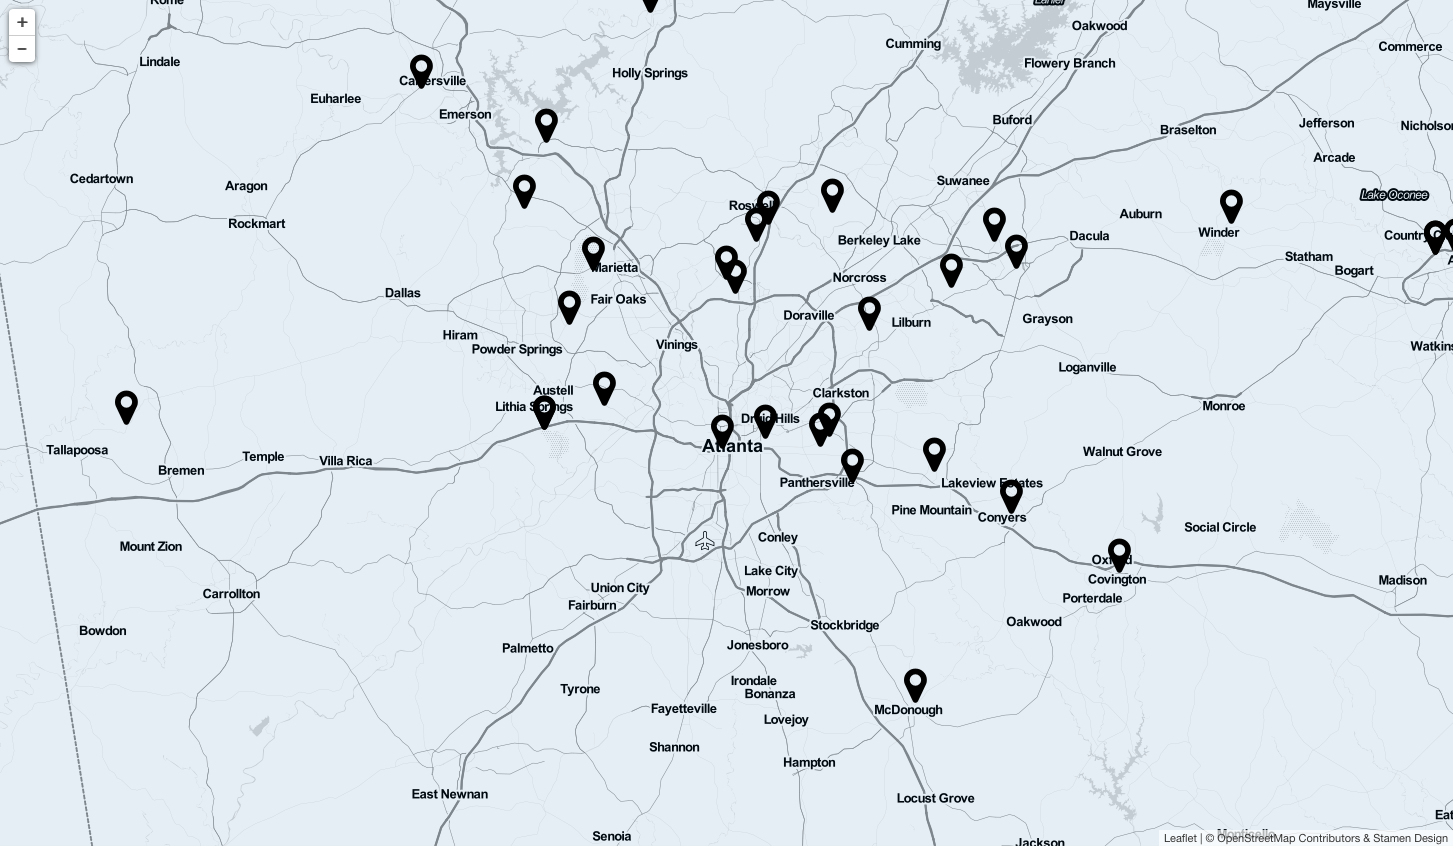 +
−
Rome
Lanier
Oakwood
Maysville
Cumming
Commerce
Lindale
Flowery Branch
Holly Springs
Cartersville
Euharlee
Emerson
Buford
Jefferson
Nicholson
Braselton
Arcade
Cedartown
Suwanee
Aragon
Lake Oconee
Roswell
Auburn
Rockmart
Winder
Dacula
Berkeley Lake
Statham
Marietta
Bogart
Norcross
Dallas
Fair Oaks
Doraville
Grayson
Lilburn
Hiram
Vinings
Powder Springs
Loganville
Austell
Clarkston
Lithia Springs
Monroe
Druid Hills
Atlanta
Tallapoosa
Walnut Grove
Temple
Villa Rica
Bremen
Panthersville
Lakeview Estates
Pine Mountain
Conyers
Social Circle
Conley
Mount Zion
Oxford
Lake City
Covington
Madison
Union City
Morrow
Carrollton
Porterdale
Fairburn
Oakwood
Stockbridge
Bowdon
Jonesboro
Palmetto
Irondale
Tyrone
Bonanza
Fayetteville
McDonough
Lovejoy
Shannon
Hampton
East Newnan
Locust Grove
Senoia
Monticello
Jackson
Leaflet | © OpenStreetMap Contributors & Stamen Design